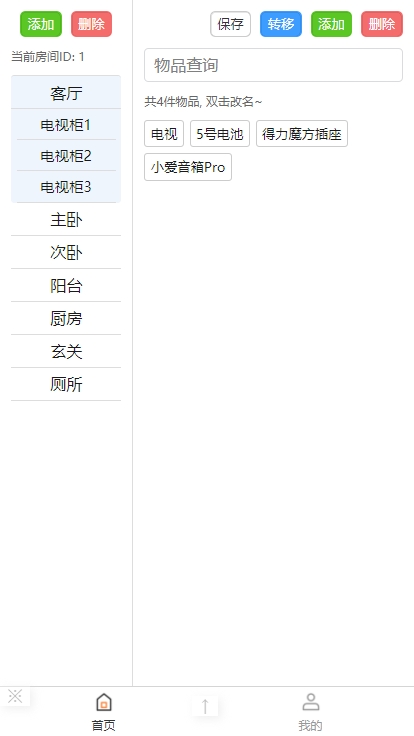 添加 删除
当前房间ID: 1
客厅
电视柜1
电视柜2
电视柜3
主卧
次卧
阳台
厨房
玄关
厕所
保存 转移 添加 删除
物品查询
共4件物品, 双击改名~
电视 5号电池 得力魔方插座
小爱音箱Pro
※
↑
首页 我的